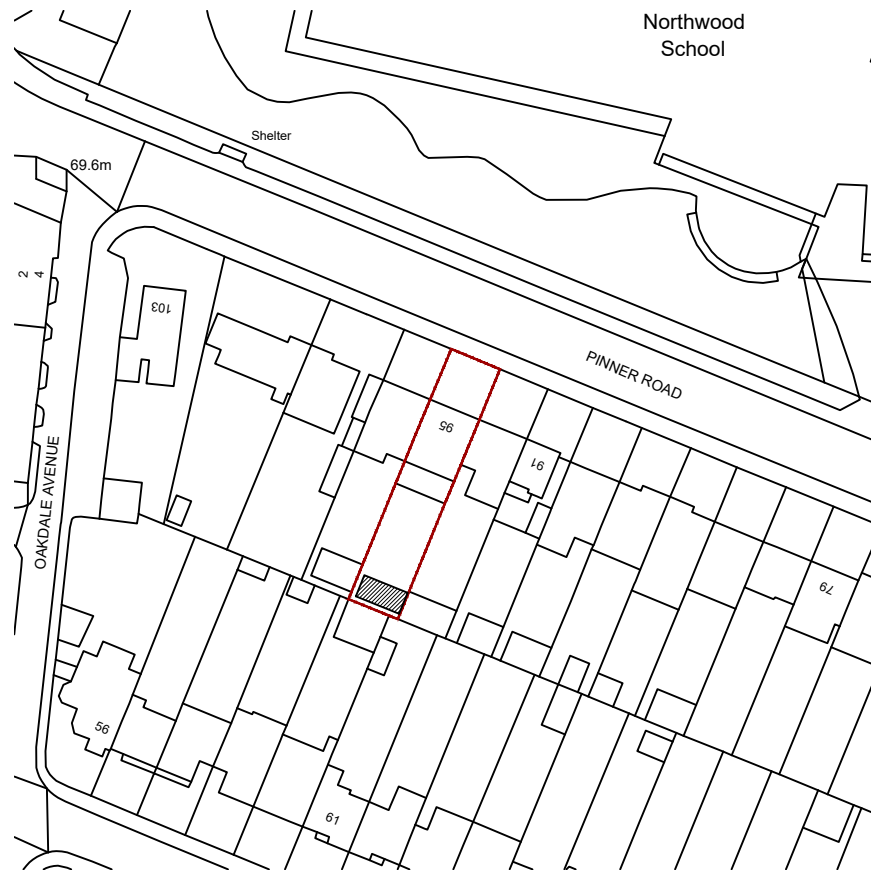 Northwood
School
Shelter
69.6m
2
4
103
PINNER ROAD
95
91
OAKDALE AVENUE
79
56
61